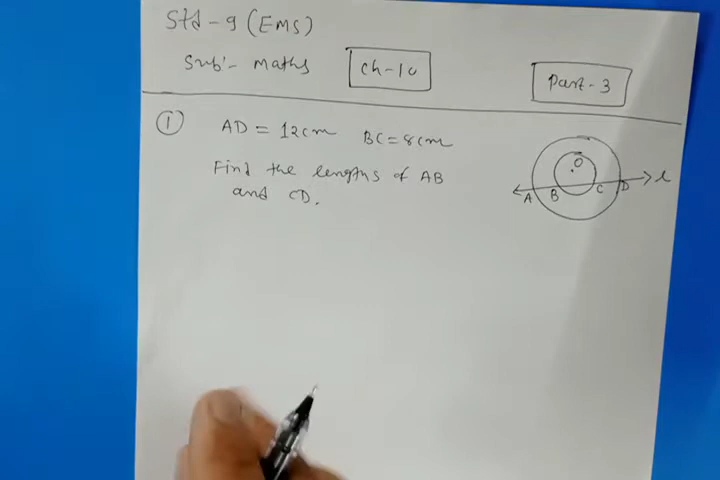 Std - 9 (EMS)
Sub:- Maths
Ch-10
Part-3
1
AD = 12cm BC = 8cm
Find the lengths of AB
and CD.
O
A B C D l